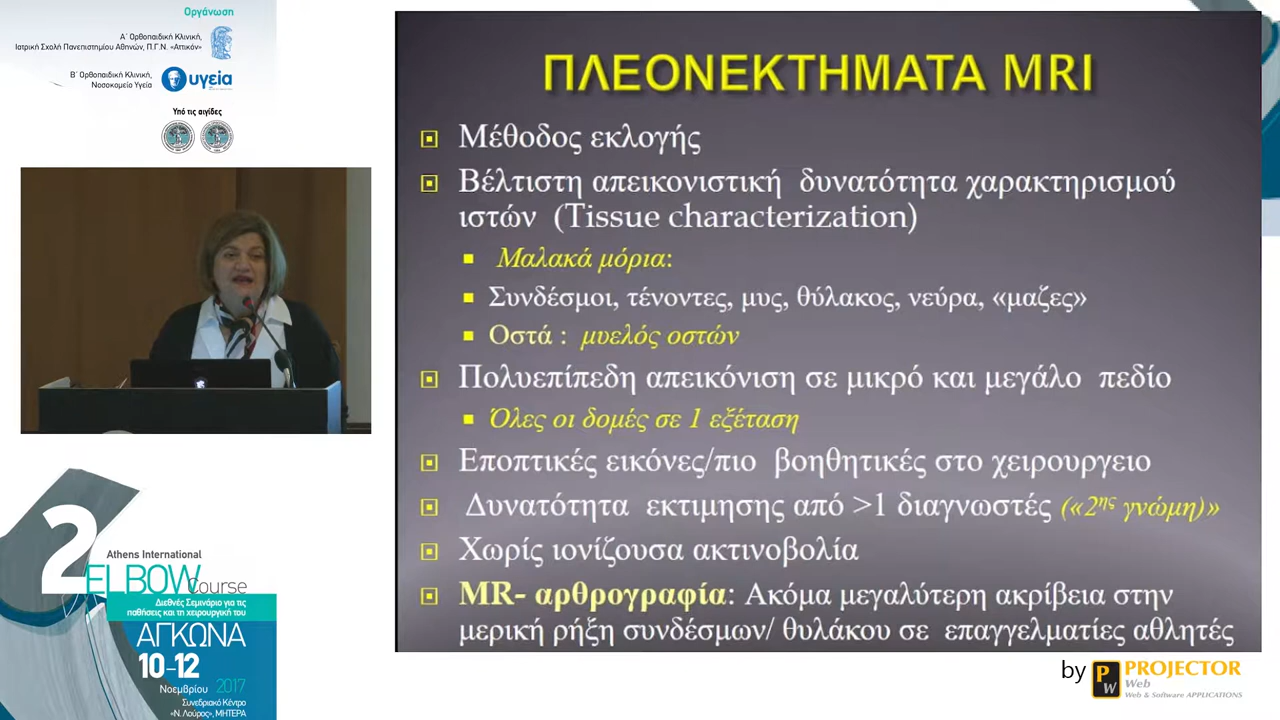 Οργάνωση
Α΄ Ορθοπαιδική Κλινική,
Ιατρική Σχολή Πανεπιστημίου Αθηνών, Π.Γ.Ν. «Αττικόν»
Β΄ Ορθοπαιδική Κλινική,
Νοσοκομείο Υγεία
υγεία
Υπό τις αιγίδες
ΠΛΕΟΝΕΚΤΗΜΑΤΑ MRI
Μέθοδος εκλογής
Βέλτιστη απεικονιστική δυνατότητα χαρακτηρισμού
ιστών (Tissue characterization)
Μαλακά μόρια:
Συνδέσμοι, τένοντες, μυς, θύλακος, νεύρα, «μαζες»
Οστά : μυελός οστών
Πολυεπίπεδη απεικόνιση σε μικρό και μεγάλο πεδίο
Όλες οι δομές σε 1 εξέταση
Εποπτικές εικόνες/πιο βοηθητικές στο χειρουργειο
Δυνατότητα εκτιμησης από >1 διαγνωστές («2ης γνώμη)»
Χωρίς ιονίζουσα ακτινοβολία
MR- αρθρογραφία: Ακόμα μεγαλύτερη ακρίβεια στην
μερική ρήξη συνδέσμων/ θυλάκου σε επαγγελματίες αθλητές
2
Athens International
ELBOW Course
Διεθνές Σεμινάριο για τις
παθήσεις και τη χειρουργική του
ΑΓΚΩΝΑ
10-12
Νοεμβρίου 2017
Συνεδριακό Κέντρο
«Ν. Λούρος», ΜΗΤΕΡΑ
by PW PROJECTOR
Web
Web & Software APPLICATIONS